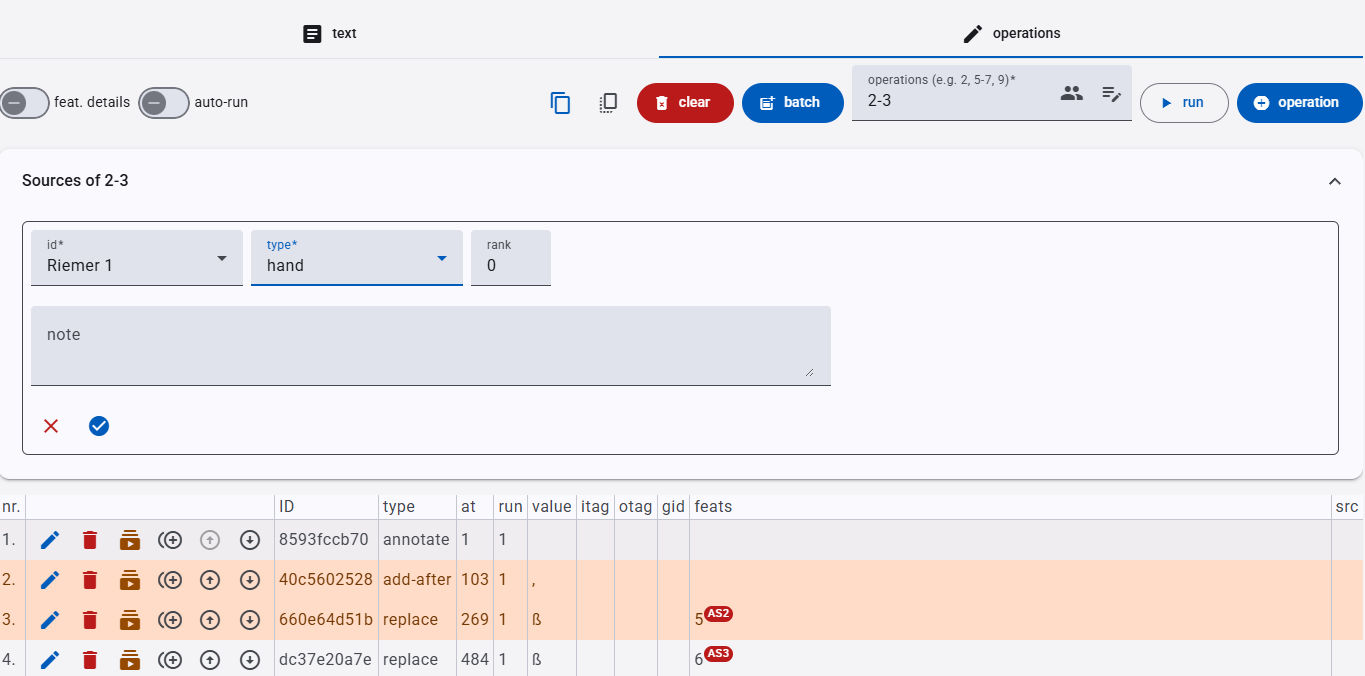 text operations
feat. details auto-run clear batch operations (e.g. 2, 5-7, 9)* 2-3 run operation
Sources of 2-3
id* type* rank
Riemer 1 hand 0
note
nr. ID type at run value itag otag gid feats src
1. 8593fccb70 annotate 1 1
2. 40c5602528 add-after 103 1 ,
3. 660e64d51b replace 269 1 ß 5 AS2
4. dc37e20a7e replace 484 1 ß 6 AS3